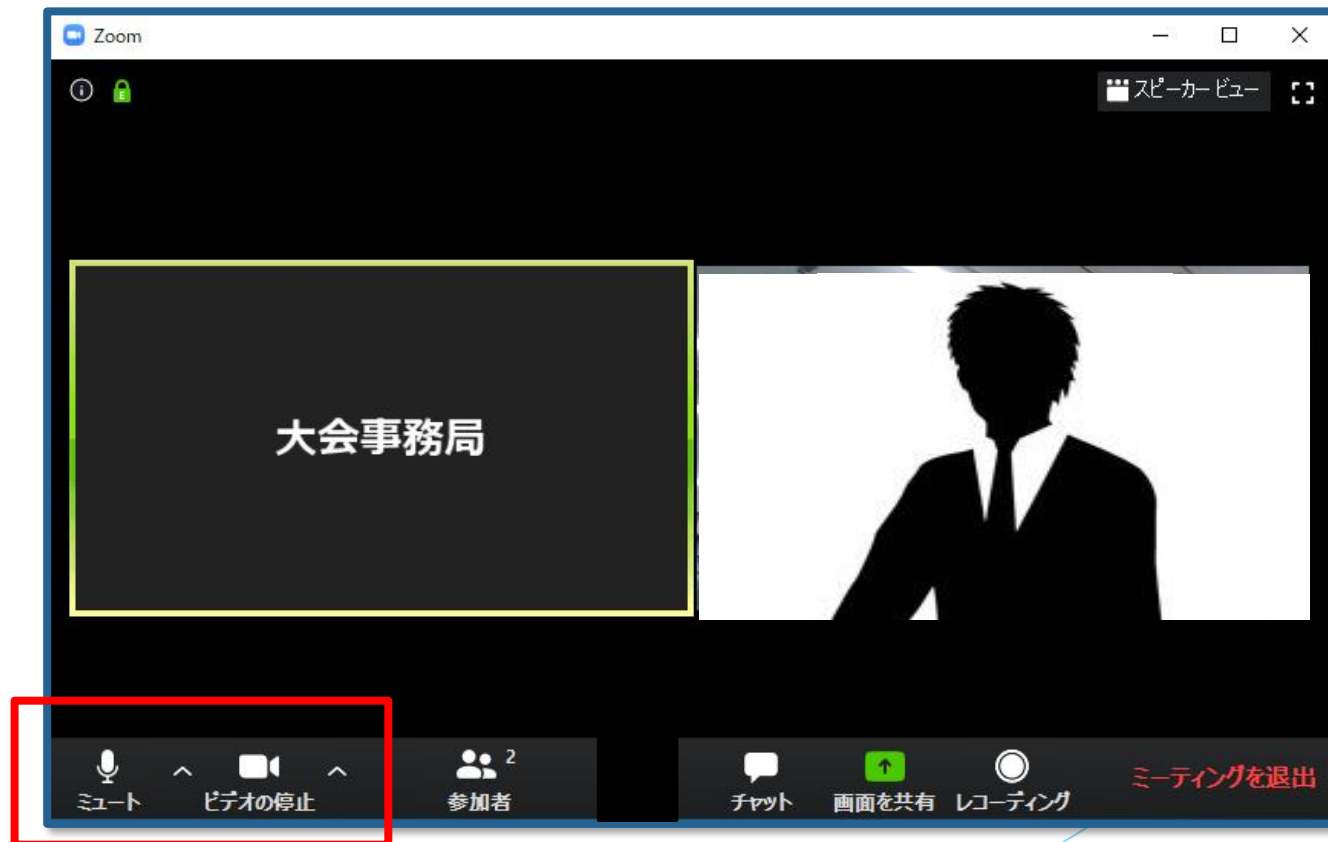 Zoom
スピーカー ビュー
大会事務局
2
ミュート
ビデオの停止
参加者
チャット
画面を共有
レコーディング
ミーティングを退出